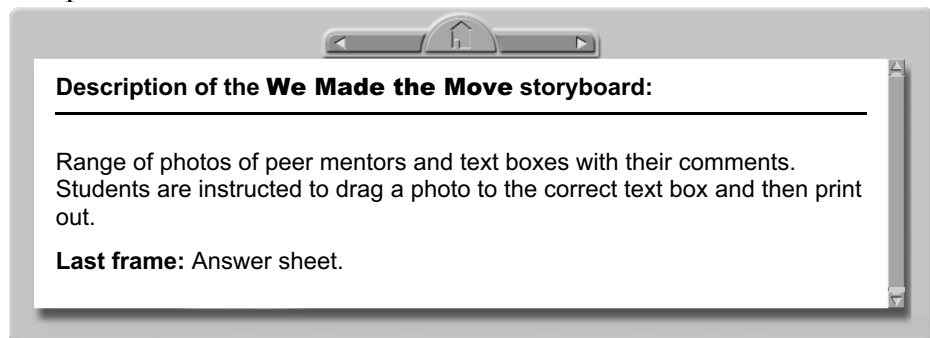 Description of the We Made the Move storyboard:
Range of photos of peer mentors and text boxes with their comments.
Students are instructed to drag a photo to the correct text box and then print
out.
Last frame: Answer sheet.